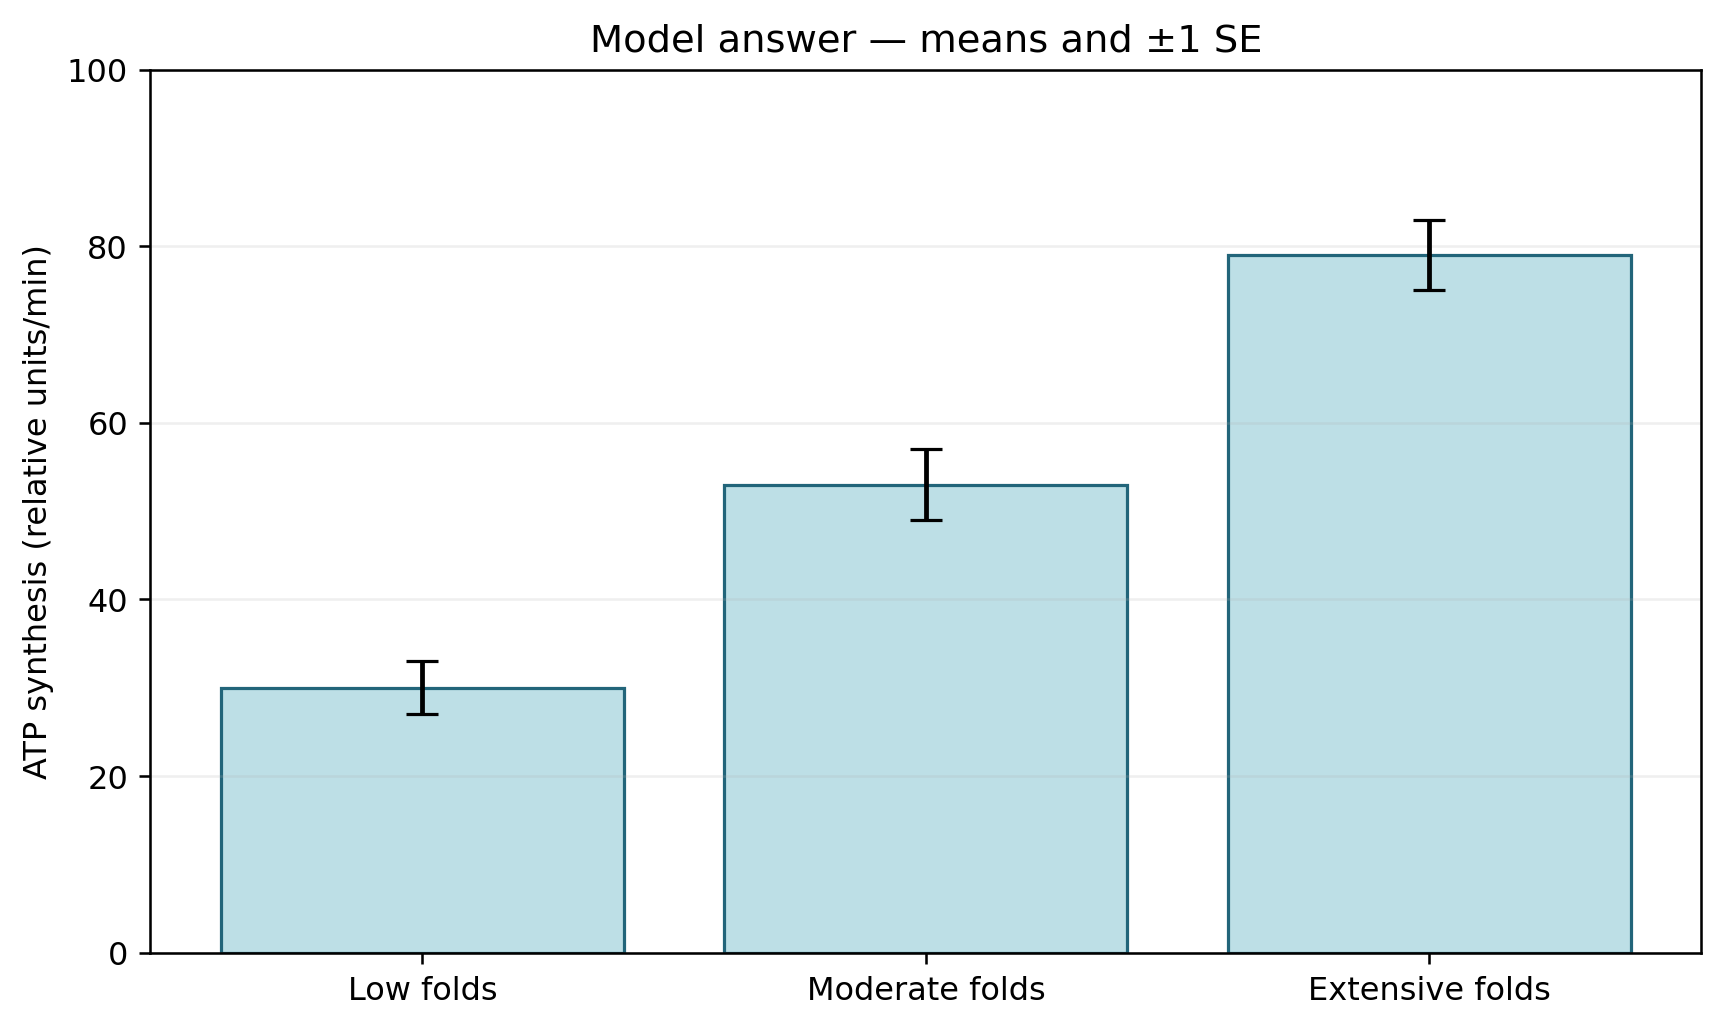 Model answer — means and ±1 SE
ATP synthesis (relative units/min)
100
80
60
40
20
0
Low folds
Moderate folds
Extensive folds